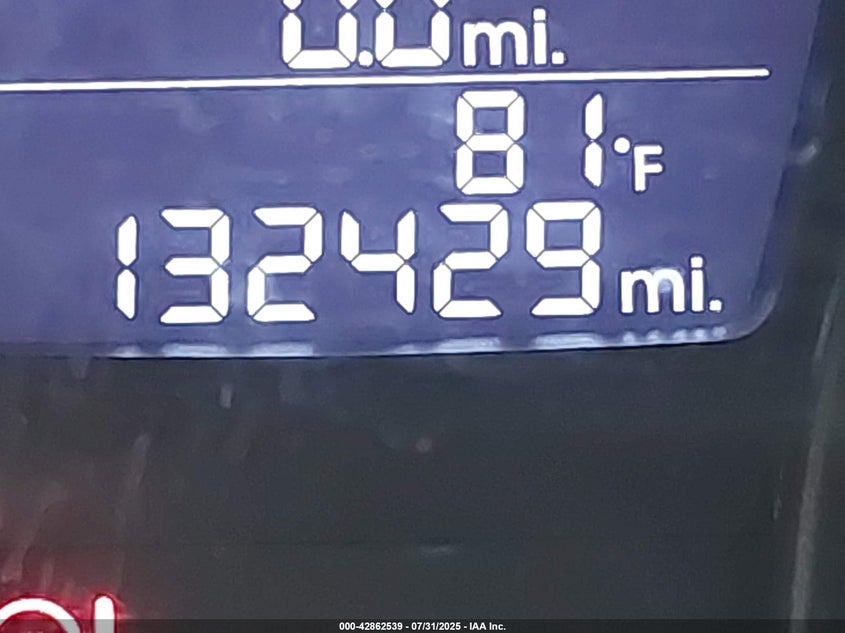 0.0 mi.
81°F
132429 mi.
000-42862539 - 07/31/2025 - IAA Inc.